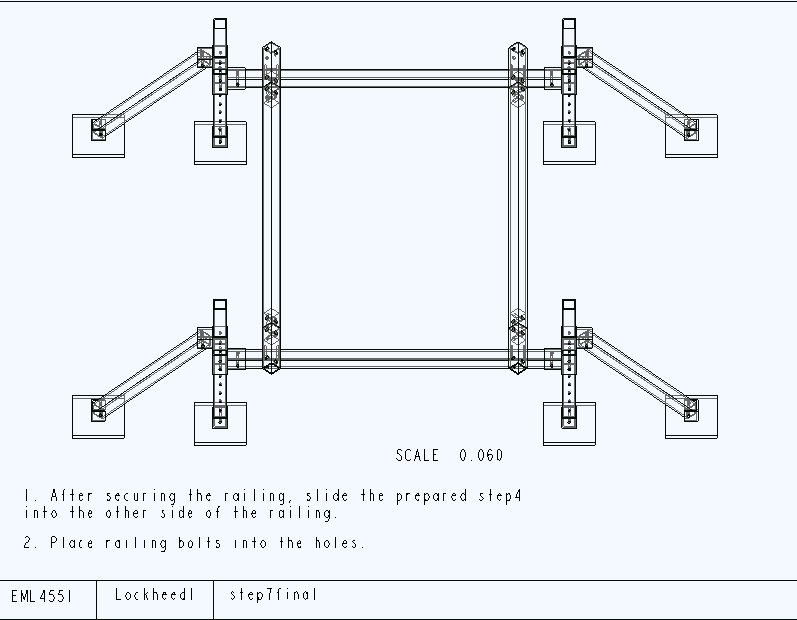 SCALE 0.060
1. After securing the railing, slide the prepared step4
into the other side of the railing.
2. Place railing bolts into the holes.
EML4551 Lockheed1 step7final